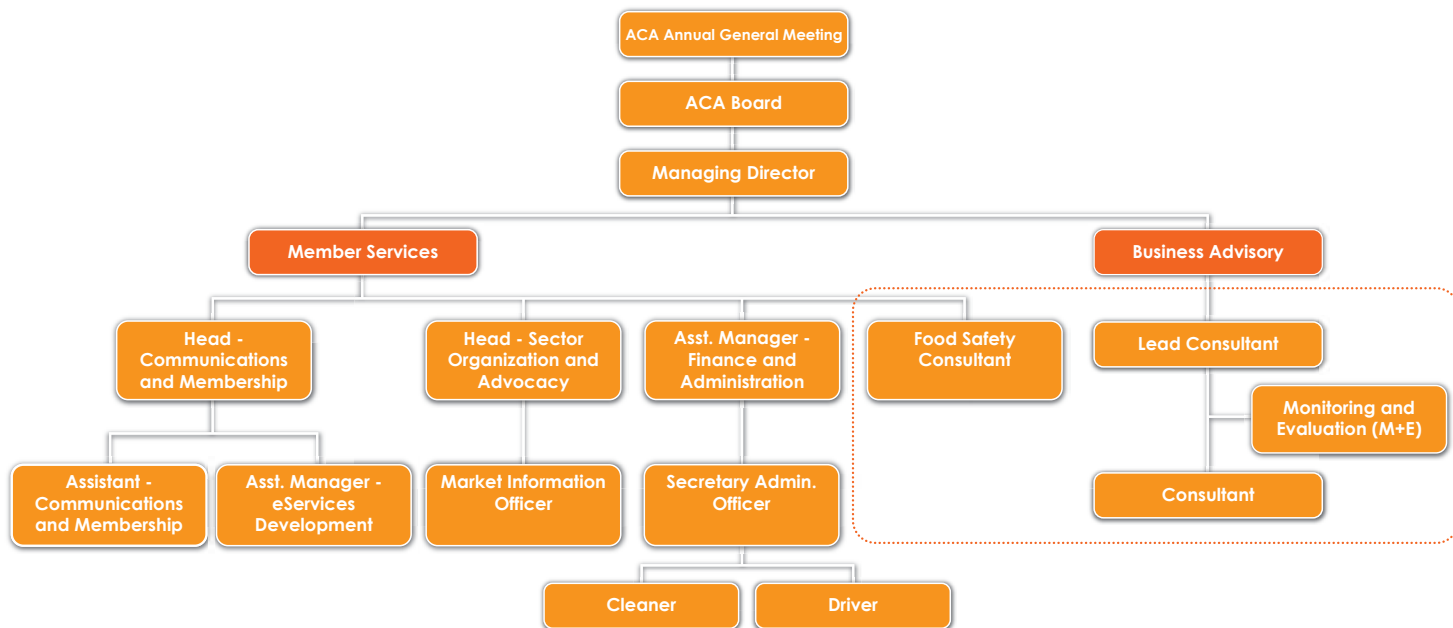 ACA Annual General Meeting
ACA Board
Managing Director
Member Services
Business Advisory
Head -
Communications
and Membership
Head - Sector
Organization and
Advocacy
Asst. Manager -
Finance and
Administration
Food Safety
Consultant
Lead Consultant
Monitoring and
Evaluation (M+E)
Assistant -
Communications
and Membership
Asst. Manager -
eServices
Development
Market Information
Officer
Secretary Admin.
Officer
Consultant
Cleaner
Driver